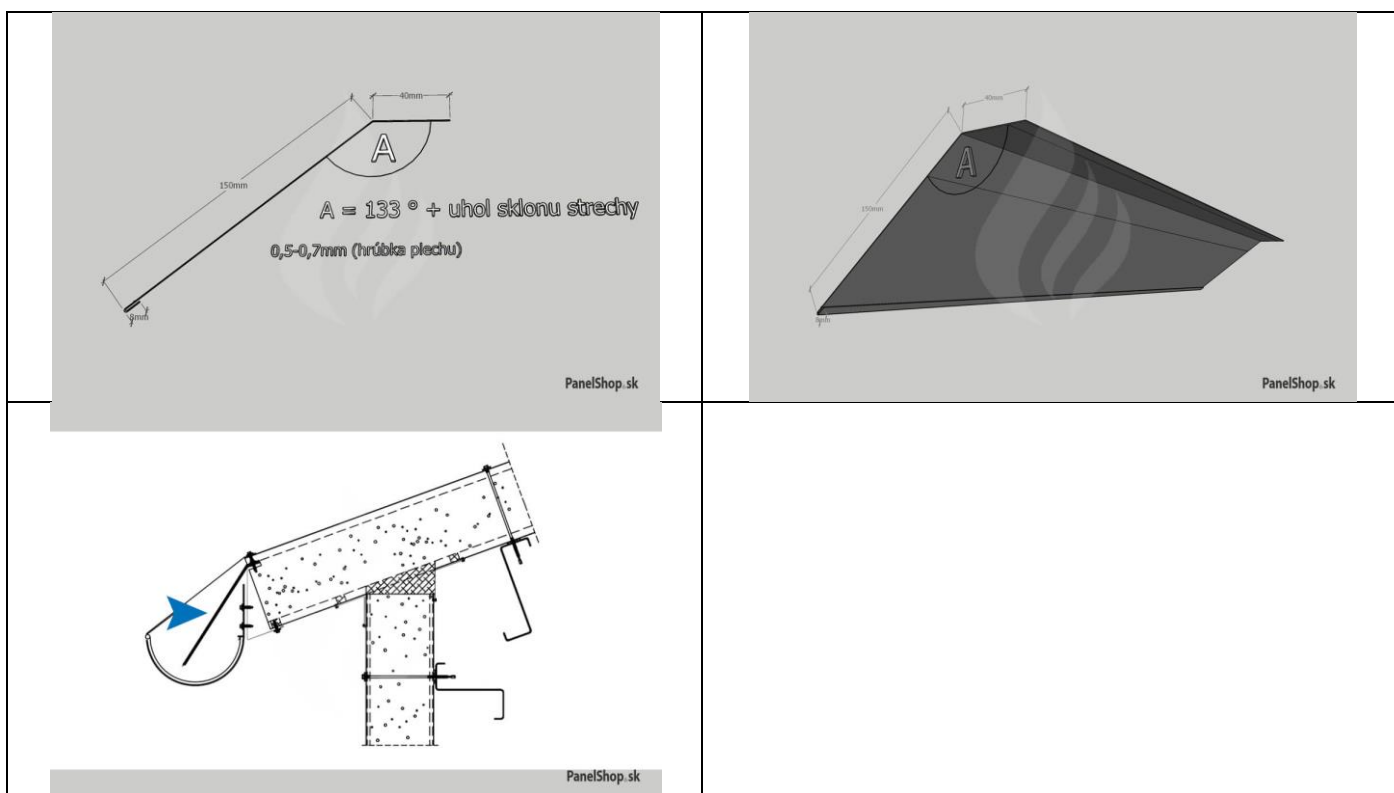 40mm
A
150mm
A = 133 ° + uhol sklonu strechy
0,5-0,7mm (hrúbka plechu)
8mm
PanelShop.sk
40mm
A
150mm
8mm
PanelShop.sk
PanelShop.sk